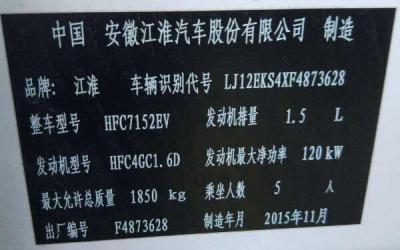 中国 安徽江淮汽车股份有限公司 制造
品牌: 江淮 车辆识别代号 LJ12EKS4XF4873628
整车型号 HFC7152EV 发动机排量 1.5 L
发动机型号 HFC4GC1.6D 发动机最大净功率 120kW
最大允许总质量 1850 kg 乘坐人数 5 人
出厂编号 F4873628 制造年月 2015年11月